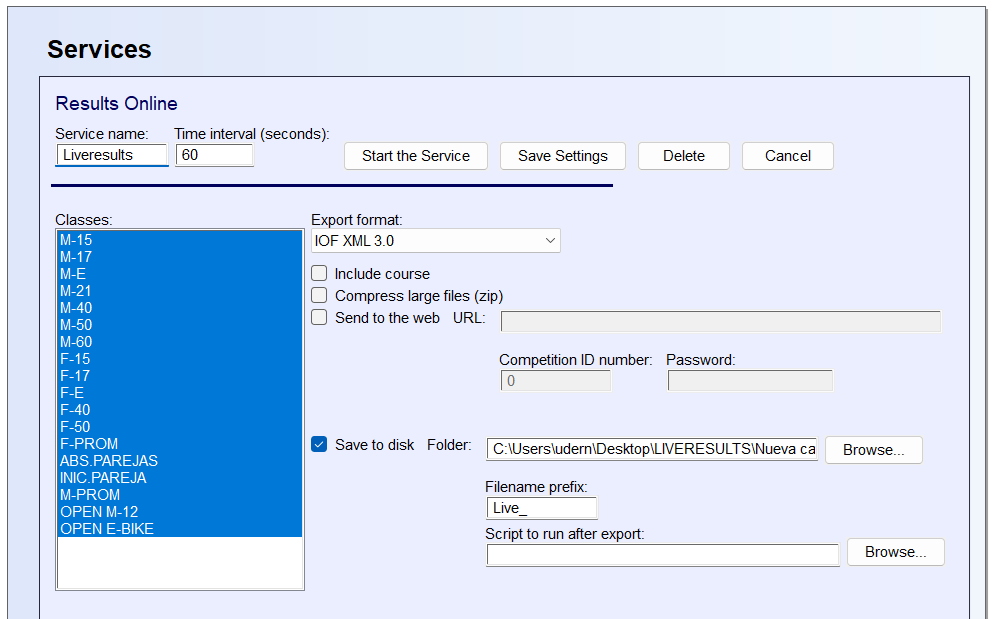 Services
Results Online
Service name: Time interval (seconds):
Liveresults 60 Start the Service Save Settings Delete Cancel
Classes:
M-15
M-17
M-E
M-21
M-40
M-50
M-60
F-15
F-17
F-E
F-40
F-50
F-PROM
ABS.PAREJAS
INIC.PAREJA
M-PROM
OPEN M-12
OPEN E-BIKE
Export format:
IOF XML 3.0
Include course
Compress large files (zip)
Send to the web URL:
Competition ID number: Password:
0
Save to disk Folder: C:\Users\udern\Desktop\LIVERESULTS\Nueva ca Browse...
Filename prefix:
Live_
Script to run after export:
Browse...